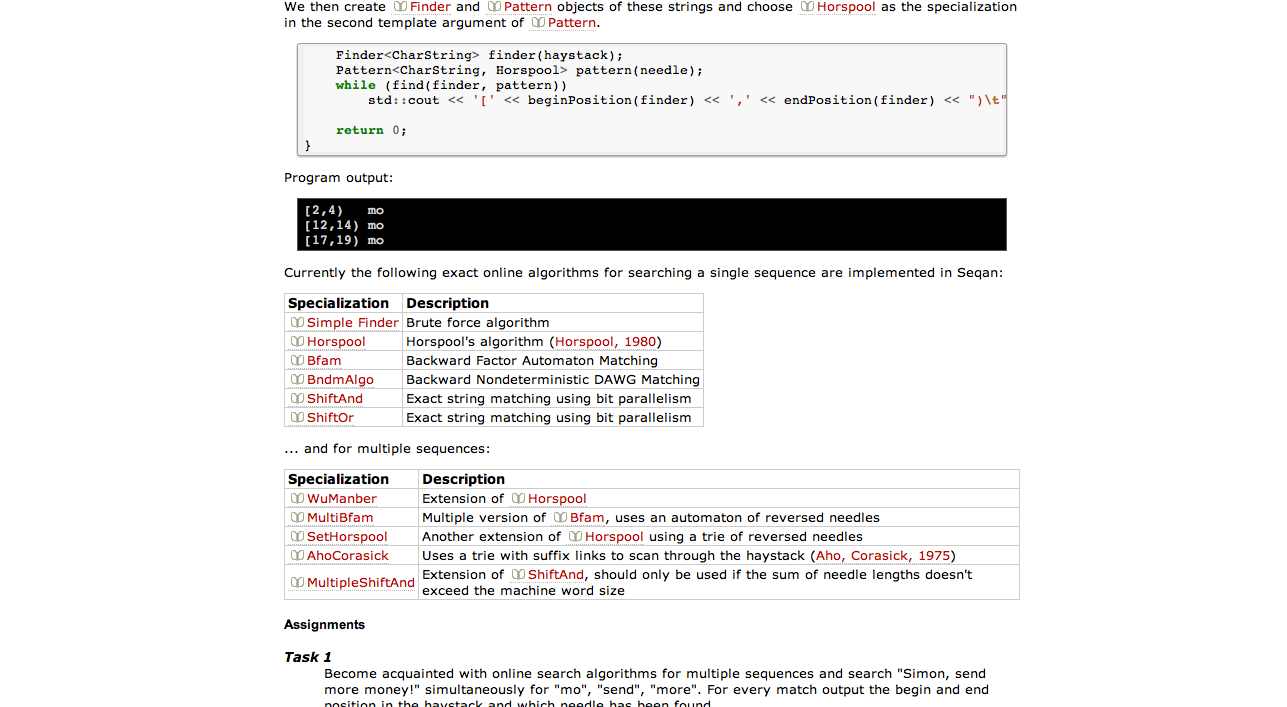 We then create Finder and Pattern objects of these strings and choose Horspool as the specialization
in the second template argument of Pattern.
Finder<CharString> finder(haystack);
Pattern<CharString, Horspool> pattern(needle);
while (find(finder, pattern))
std::cout << '[' << beginPosition(finder) << ',' << endPosition(finder) << ")\t"
return 0;
}
Program output:
[2,4) mo
[12,14) mo
[17,19) mo
Currently the following exact online algorithms for searching a single sequence are implemented in Seqan:
Specialization Description
Simple Finder Brute force algorithm
Horspool Horspool's algorithm (Horspool, 1980)
Bfam Backward Factor Automaton Matching
BndmAlgo Backward Nondeterministic DAWG Matching
ShiftAnd Exact string matching using bit parallelism
ShiftOr Exact string matching using bit parallelism
... and for multiple sequences:
Specialization Description
WuManber Extension of Horspool
MultiBfam Multiple version of Bfam, uses an automaton of reversed needles
SetHorspool Another extension of Horspool using a trie of reversed needles
AhoCorasick Uses a trie with suffix links to scan through the haystack (Aho, Corasick, 1975)
MultipleShiftAnd Extension of ShiftAnd, should only be used if the sum of needle lengths doesn't
exceed the machine word size
Assignments
Task 1
Become acquainted with online search algorithms for multiple sequences and search "Simon, send
more money!" simultaneously for "mo", "send", "more". For every match output the begin and end
position in the haystack and which needle has been found